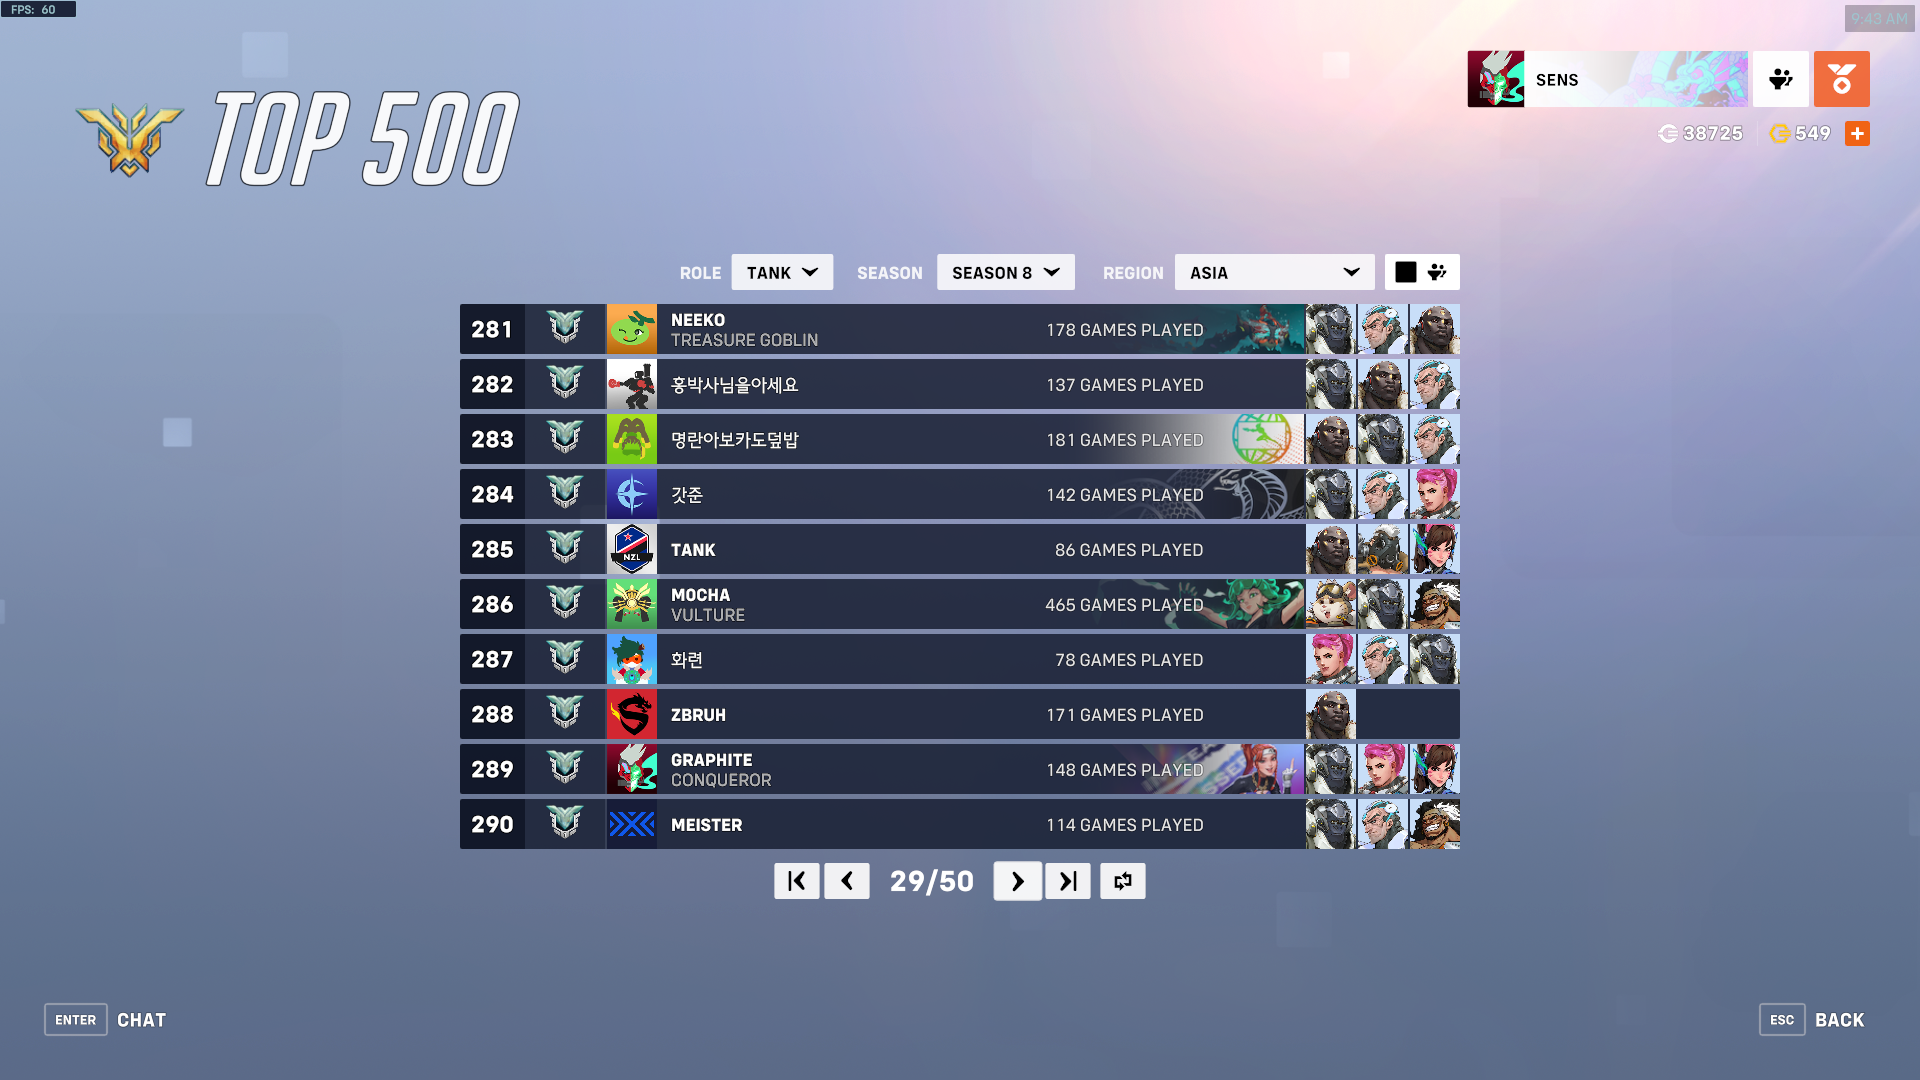 FPS: 60
9:43 AM
TOP 500
SENS
38725
549
ROLE TANK SEASON SEASON 8 REGION ASIA
281 NEEKO 178 GAMES PLAYED
TREASURE GOBLIN
282 홍박사님을아세요 137 GAMES PLAYED
283 명란아보카도덮밥 181 GAMES PLAYED
284 갓준 142 GAMES PLAYED
285 NZL TANK 86 GAMES PLAYED
286 MOCHA 465 GAMES PLAYED
VULTURE
287 화련 78 GAMES PLAYED
288 ZBRUH 171 GAMES PLAYED
289 GRAPHITE 148 GAMES PLAYED
CONQUEROR
290 MEISTER 114 GAMES PLAYED
29/50
ENTER CHAT
ESC BACK